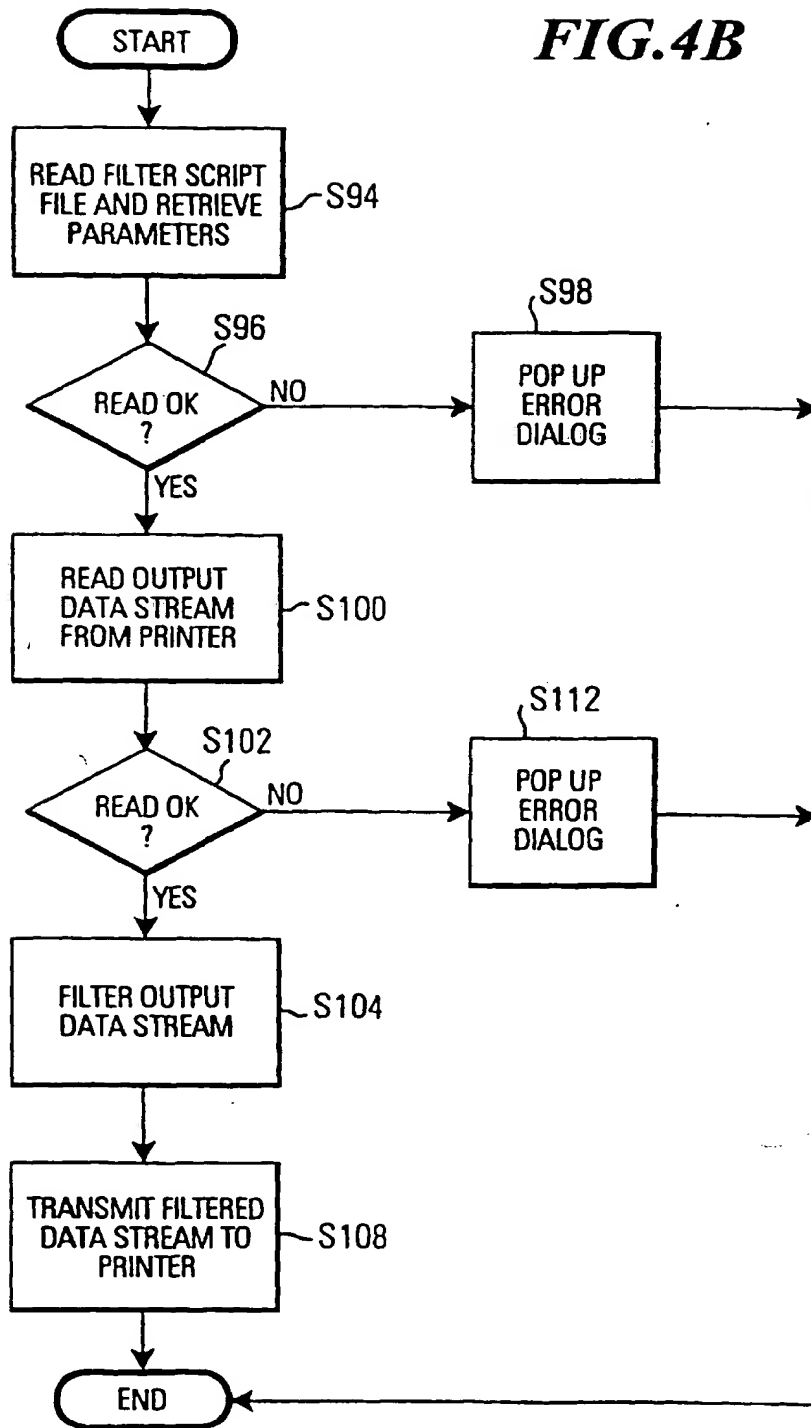 FIG.4B
START
READ FILTER SCRIPT
FILE AND RETRIEVE
PARAMETERS
S94
S96
READ OK
?
NO
YES
S98
POP UP
ERROR
DIALOG
READ OUTPUT
DATA STREAM
FROM PRINTER
S100
S102
READ OK
?
NO
YES
S112
POP UP
ERROR
DIALOG
FILTER OUTPUT
DATA STREAM
S104
TRANSMIT FILTERED
DATA STREAM TO
PRINTER
S108
END